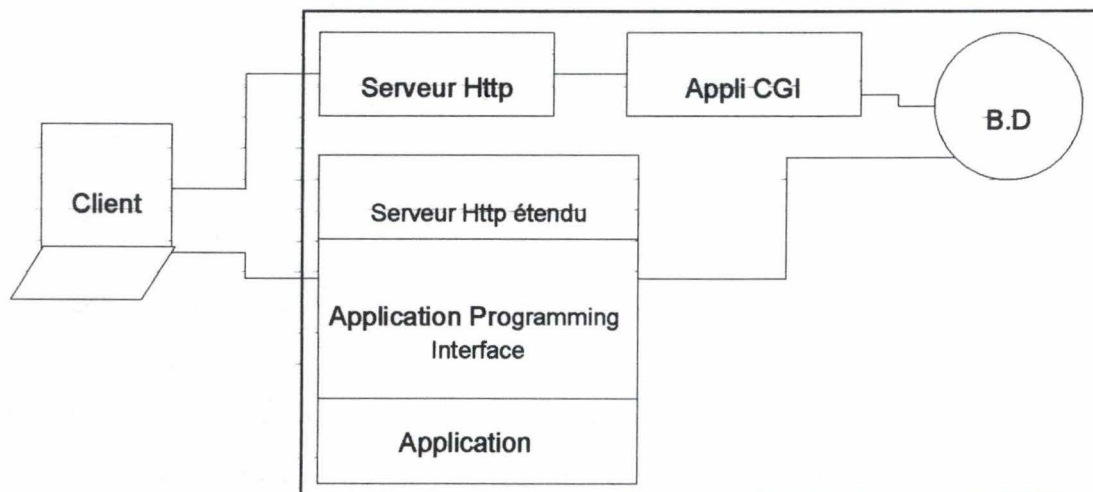 Serveur Http
Appli CGI
B.D
Client
Serveur Http étendu
Application Programming
Interface
Application